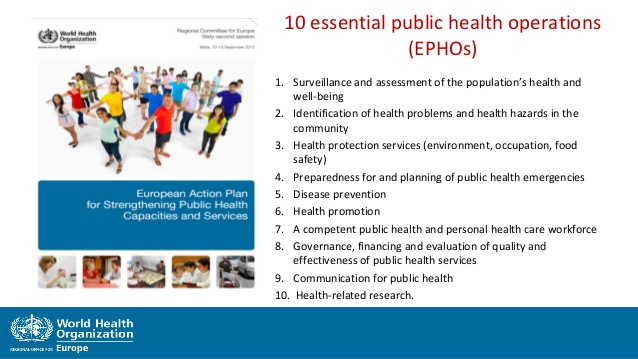 World Health
Organization
REGIONAL OFFICE FOR Europe
Regional Committee for Europe
Sixty-second session
Malta, 10–13 September 2012
European Action Plan
for Strengthening Public Health
Capacities and Services
10 essential public health operations
(EPHOs)
1. Surveillance and assessment of the population's health and
well-being
2. Identification of health problems and health hazards in the
community
3. Health protection services (environment, occupation, food
safety)
4. Preparedness for and planning of public health emergencies
5. Disease prevention
6. Health promotion
7. A competent public health and personal health care workforce
8. Governance, financing and evaluation of quality and
effectiveness of public health services
9. Communication for public health
10. Health-related research.
World Health
Organization
REGIONAL OFFICE FOR Europe